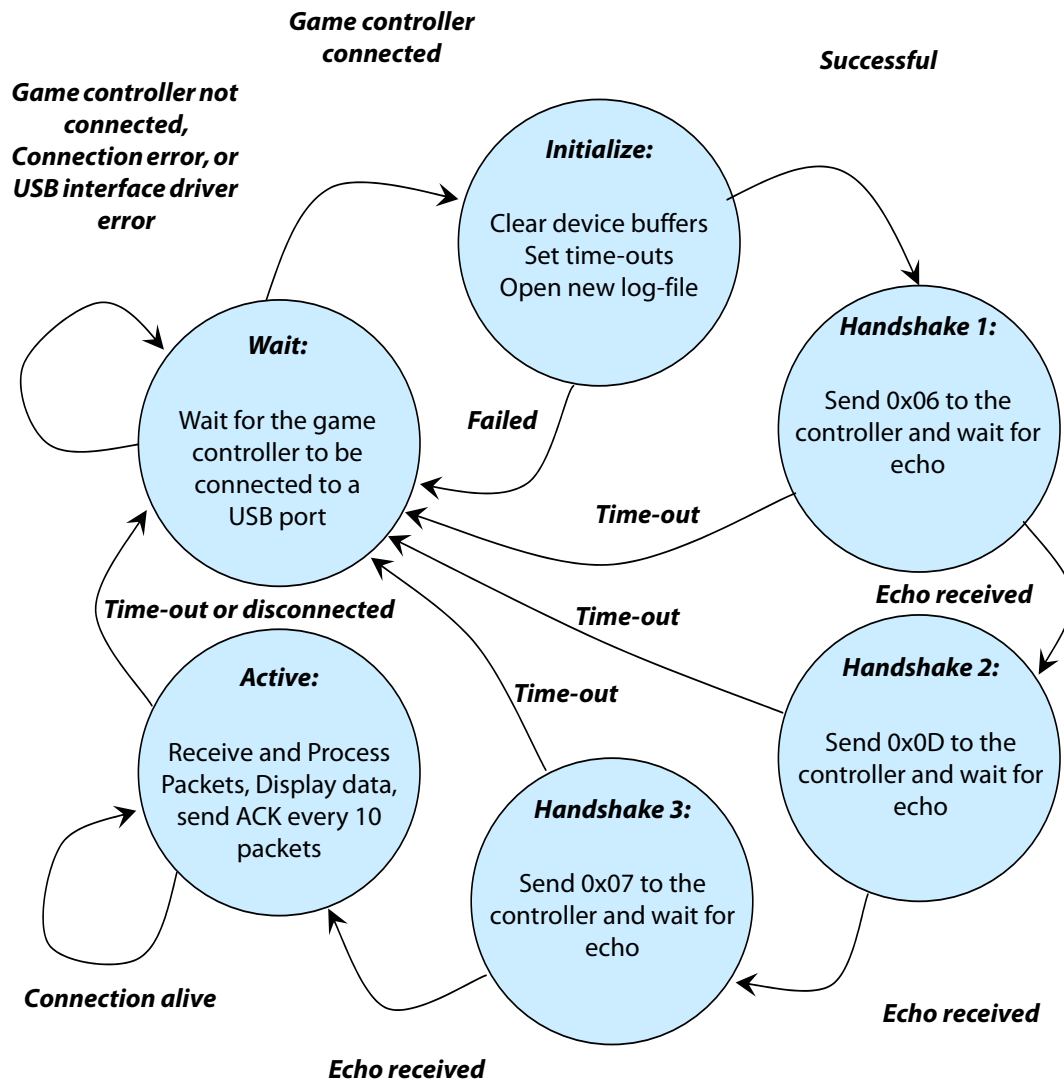 Game controller
connected
Successful
Game controller not
connected,
Connection error, or
USB interface driver
error
Initialize:
Clear device buffers
Set time-outs
Open new log-file
Wait:
Wait for the game
controller to be
connected to a
USB port
Failed
Handshake 1:
Send 0x06 to the
controller and wait for
echo
Time-out
Echo received
Time-out or disconnected
Time-out
Handshake 2:
Send 0x0D to the
controller and wait for
echo
Active:
Receive and Process
Packets, Display data,
send ACK every 10
packets
Time-out
Handshake 3:
Send 0x07 to the
controller and wait for
echo
Connection alive
Echo received
Echo received